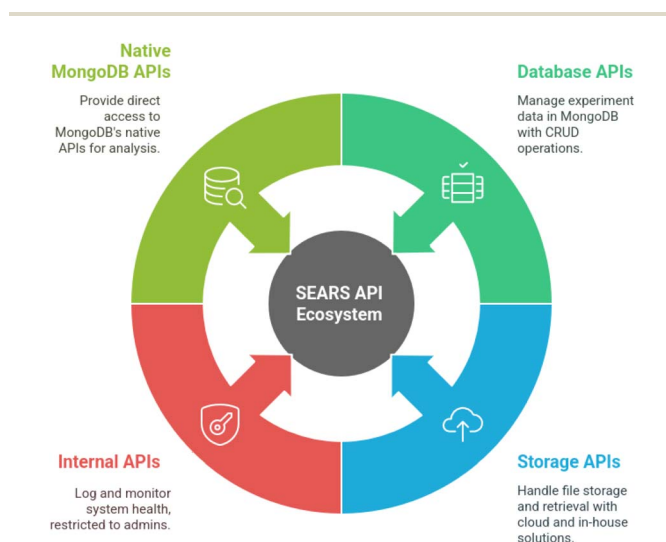 Native
MongoDB APIs
Provide direct
access to
MongoDB's native
APIs for analysis.
Database APIs
Manage experiment
data in MongoDB
with CRUD
operations.
SEARS API
Ecosystem
Internal APIs
Log and monitor
system health,
restricted to admins.
Storage APIs
Handle file storage
and retrieval with
cloud and in-house
solutions.